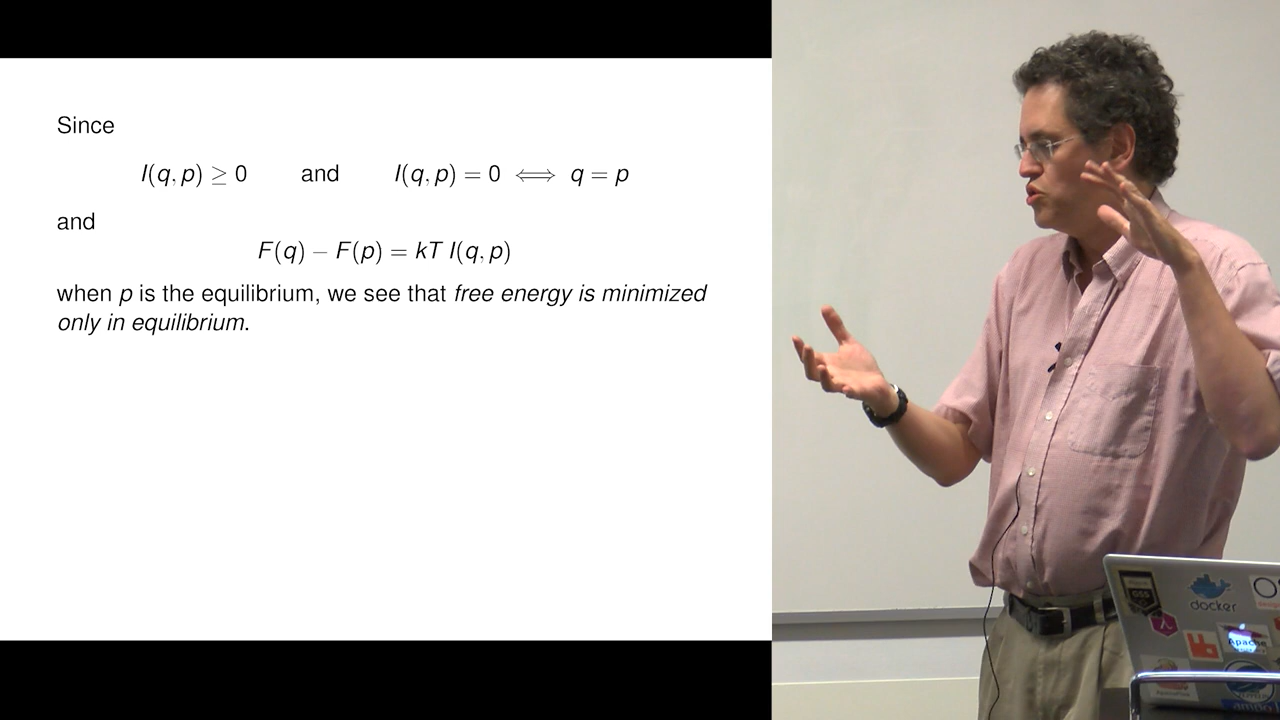 Since
I(q, p) ≥ 0 and I(q, p) = 0 ⟺ q = p
and
F(q) − F(p) = kT I(q, p)
when p is the equilibrium, we see that free energy is minimized
only in equilibrium.
docker
Apache